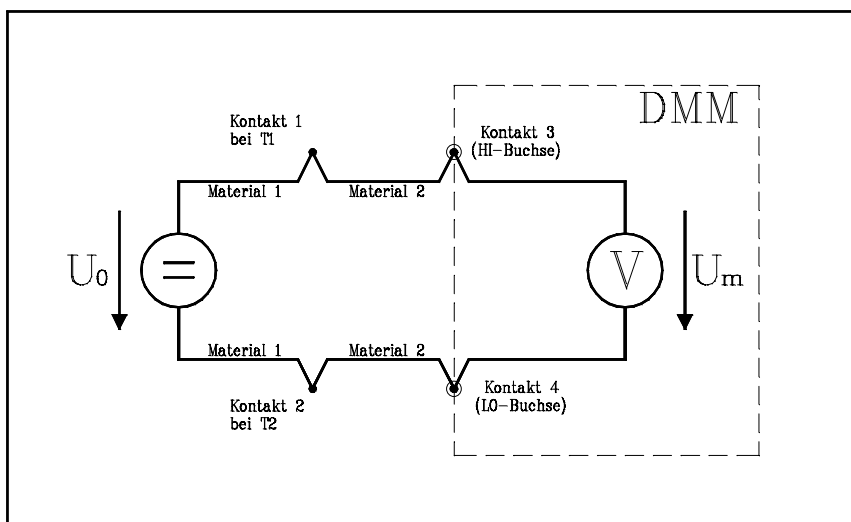 DMM
Kontakt 1
bei T1
Kontakt 3
(HI-Buchse)
Material 1
Material 2
U0
=
V
Um
Material 1
Material 2
Kontakt 2
bei T2
Kontakt 4
(LO-Buchse)